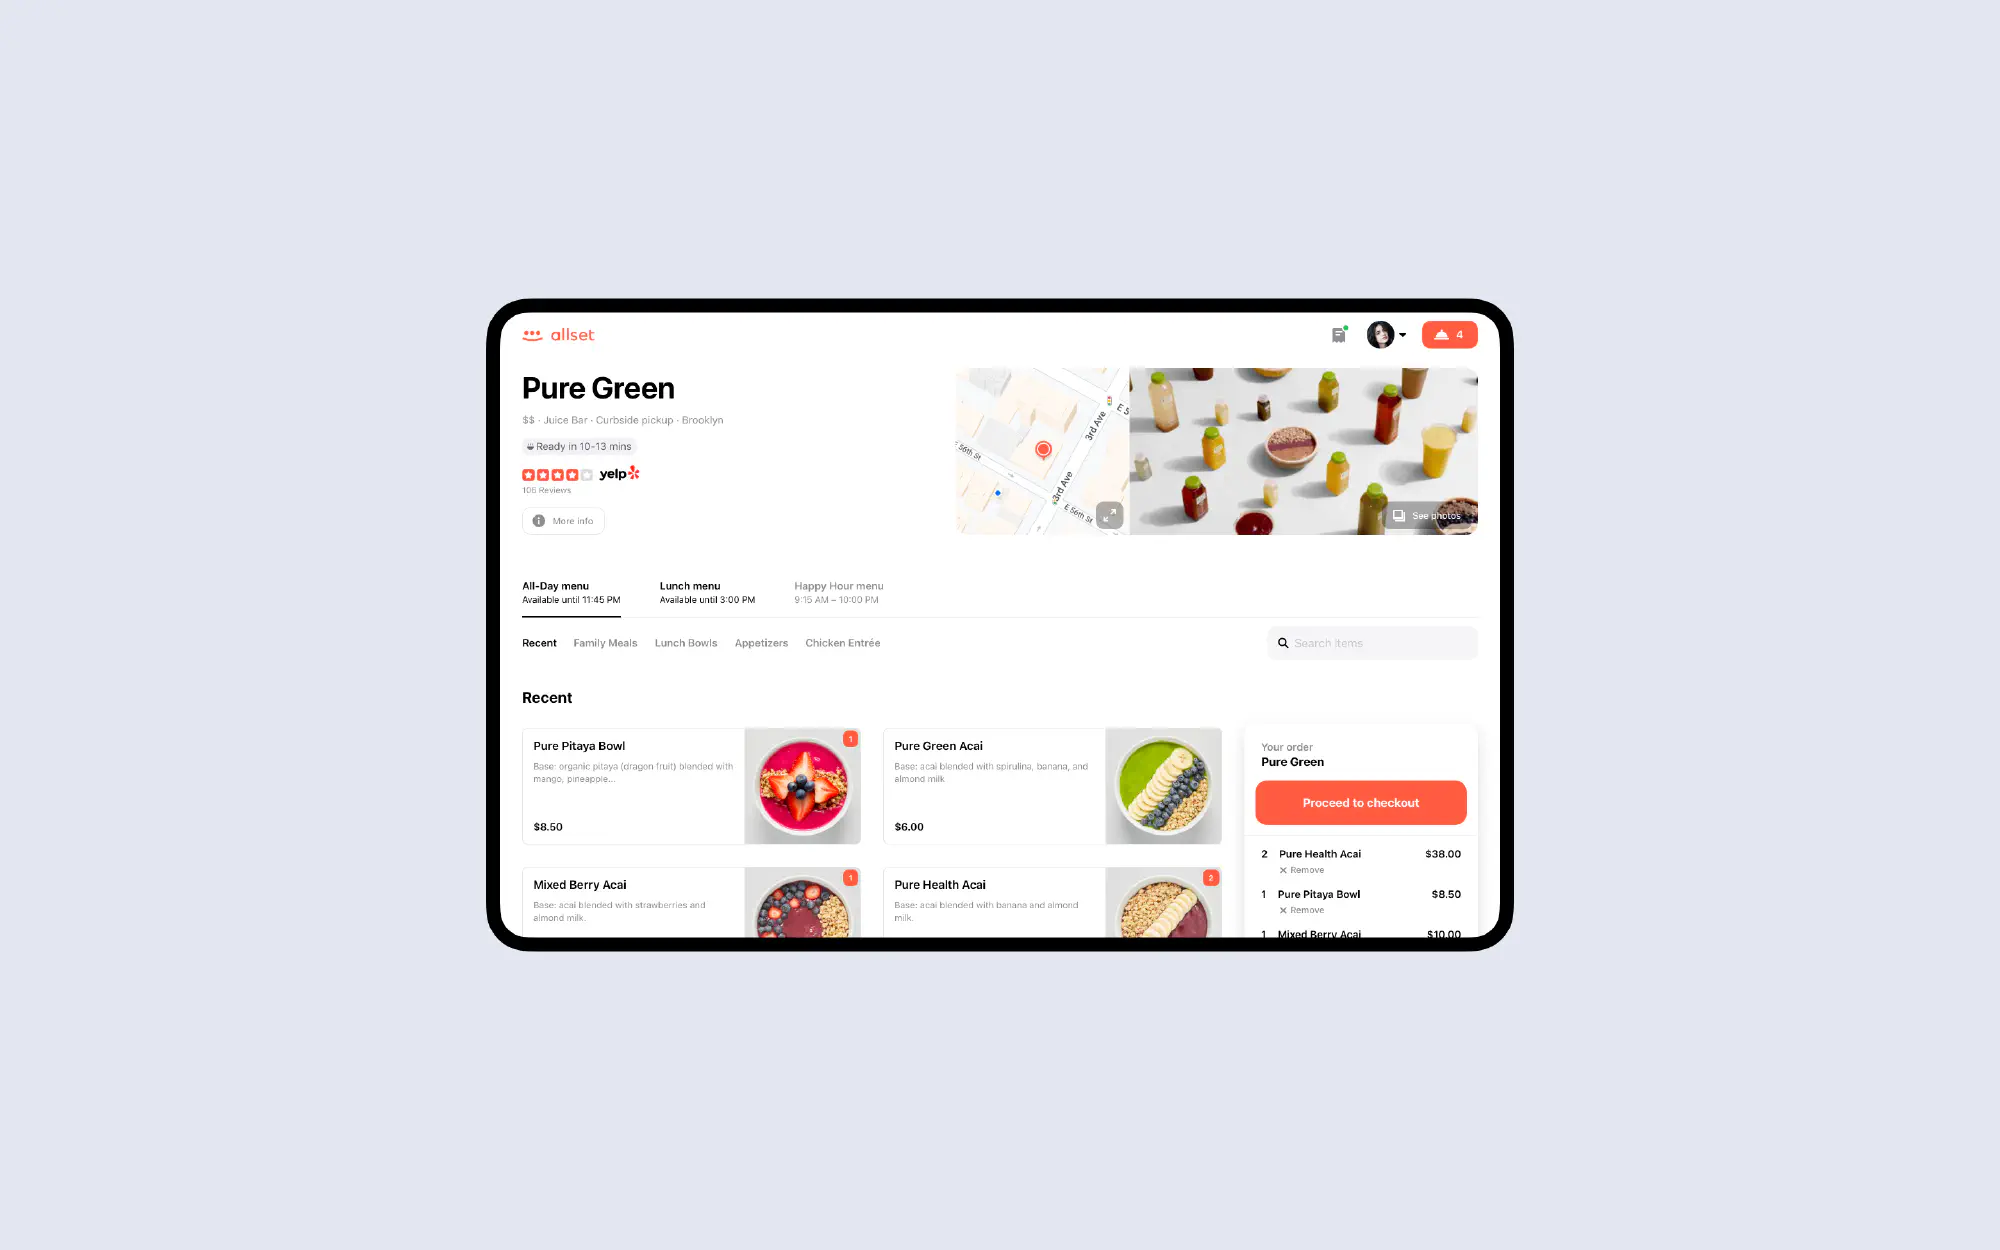 allset
4
Pure Green
$$ · Juice Bar · Curbside pickup · Brooklyn
Ready in 10-13 mins
yelp
106 Reviews
More info
3rd Ave
E 5
E 56th St
3rd Ave
E 56th St
See photos
All-Day menu
Available until 11:45 PM
Lunch menu
Available until 3:00 PM
Happy Hour menu
9:15 AM – 10:00 PM
Recent
Family Meals
Lunch Bowls
Appetizers
Chicken Entrée
Search items
Recent
Pure Pitaya Bowl
Base: organic pitaya (dragon fruit) blended with
mango, pineapple...
$8.50
1
Pure Green Acai
Base: acai blended with spirulina, banana, and
almond milk
$6.00
Mixed Berry Acai
Base: acai blended with strawberries and
almond milk.
1
Pure Health Acai
Base: acai blended with banana and almond
milk.
2
Your order
Pure Green
Proceed to checkout
2 Pure Health Acai $38.00
Remove
1 Pure Pitaya Bowl $8.50
Remove
1 Mixed Berry Acai $10.00